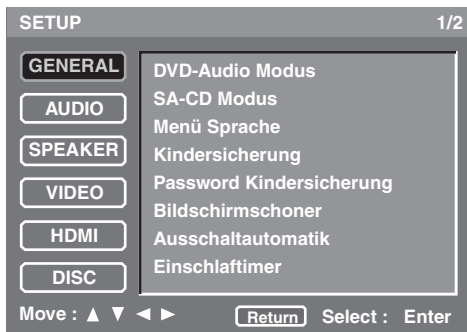 SETUP 1/2
GENERAL
AUDIO
SPEAKER
VIDEO
HDMI
DISC
DVD-Audio Modus
SA-CD Modus
Menü Sprache
Kindersicherung
Password Kindersicherung
Bildschirmschoner
Ausschaltautomatik
Einschlaftimer
Move : ▲ ▼ ◄ ► Return Select : Enter